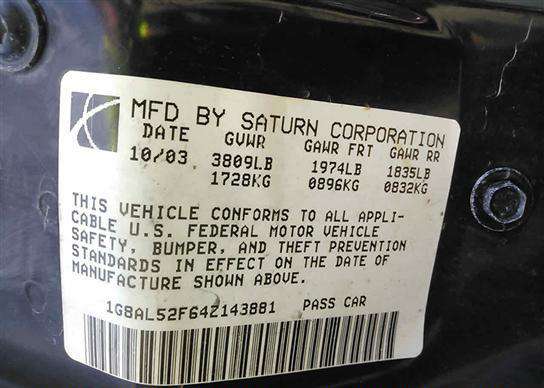 MFD BY SATURN CORPORATION
DATE GVWR GAWR FRT GAWR RR
10/03 3809LB 1974LB 1835LB
1728KG 0896KG 0832KG
THIS VEHICLE CONFORMS TO ALL APPLI-
CABLE U.S. FEDERAL MOTOR VEHICLE
SAFETY, BUMPER, AND THEFT PREVENTION
STANDARDS IN EFFECT ON THE DATE OF
MANUFACTURE SHOWN ABOVE.
1G8AL52F64Z143881 PASS CAR